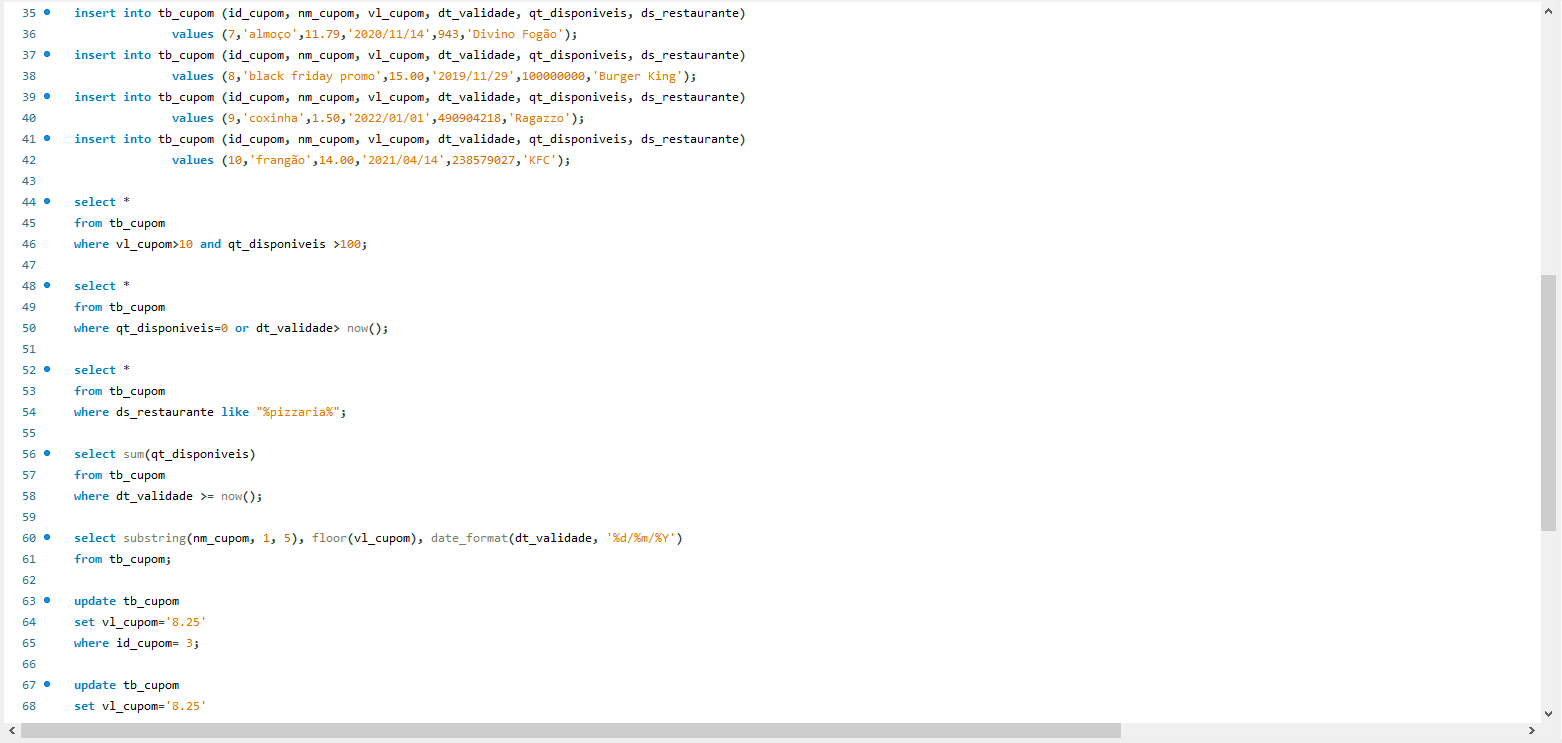 35 insert into tb_cupom (id_cupom, nm_cupom, vl_cupom, dt_validade, qt_disponiveis, ds_restaurante)
36 values (7,'almoço',11.79,'2020/11/14',943,'Divino Fogão');
37 insert into tb_cupom (id_cupom, nm_cupom, vl_cupom, dt_validade, qt_disponiveis, ds_restaurante)
38 values (8,'black friday promo',15.00,'2019/11/29',100000000,'Burger King');
39 insert into tb_cupom (id_cupom, nm_cupom, vl_cupom, dt_validade, qt_disponiveis, ds_restaurante)
40 values (9,'coxinha',1.50,'2022/01/01',490904218,'Ragazzo');
41 insert into tb_cupom (id_cupom, nm_cupom, vl_cupom, dt_validade, qt_disponiveis, ds_restaurante)
42 values (10,'frangão',14.00,'2021/04/14',238579027,'KFC');
43
44 select *
45 from tb_cupom
46 where vl_cupom>10 and qt_disponiveis >100;
47
48 select *
49 from tb_cupom
50 where qt_disponiveis=0 or dt_validade> now();
51
52 select *
53 from tb_cupom
54 where ds_restaurante like "%pizzaria%";
55
56 select sum(qt_disponiveis)
57 from tb_cupom
58 where dt_validade >= now();
59
60 select substring(nm_cupom, 1, 5), floor(vl_cupom), date_format(dt_validade, '%d/%m/%Y')
61 from tb_cupom;
62
63 update tb_cupom
64 set vl_cupom='8.25'
65 where id_cupom= 3;
66
67 update tb_cupom
68 set vl_cupom='8.25'